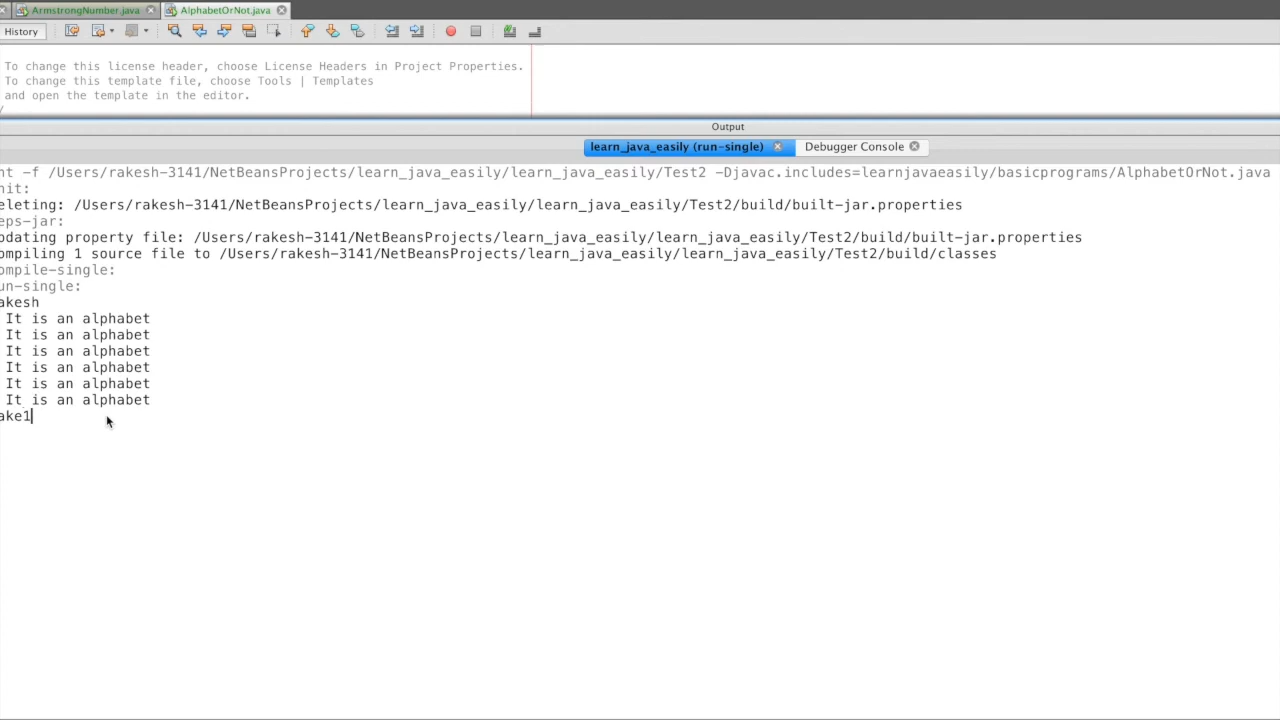 ArmstrongNumber.java AlphabetOrNot.java
History
To change this license header, choose License Headers in Project Properties.
To change this template file, choose Tools | Templates
and open the template in the editor.
/
Output
learn_java_easily (run-single) Debugger Console
nt -f /Users/rakesh-3141/NetBeansProjects/learn_java_easily/learn_java_easily/Test2 -Djavac.includes=learnjavaeasily/basicprograms/AlphabetOrNot.java
nit:
eleting: /Users/rakesh-3141/NetBeansProjects/learn_java_easily/learn_java_easily/Test2/build/built-jar.properties
eps-jar:
pdating property file: /Users/rakesh-3141/NetBeansProjects/learn_java_easily/learn_java_easily/Test2/build/built-jar.properties
ompiling 1 source file to /Users/rakesh-3141/NetBeansProjects/learn_java_easily/learn_java_easily/Test2/build/classes
ompile-single:
un-single:
akesh
It is an alphabet
It is an alphabet
It is an alphabet
It is an alphabet
It is an alphabet
It is an alphabet
ake1